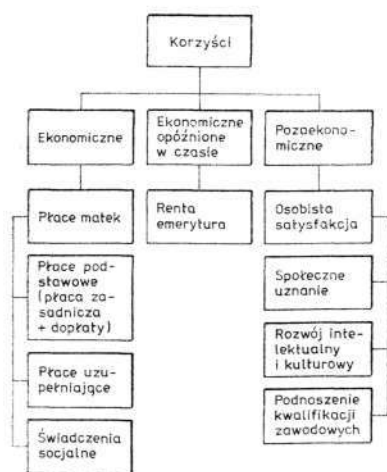 Korzyści
Ekonomiczne
Ekonomiczne
opóźnione
w czasie
Pozaekono-
miczne
Płace matek
Renta
emerytura
Osobista
satysfakcja
Płace pod-
stawowe
(płaca za-
sadnicza
+ dopłaty)
Społeczne
uznanie
Płace uzu-
pełniające
Rozwój inte-
lektualny
i kulturowy
Świadczenia
socjalne
Podnoszenie
kwalifikacji
zawodowych